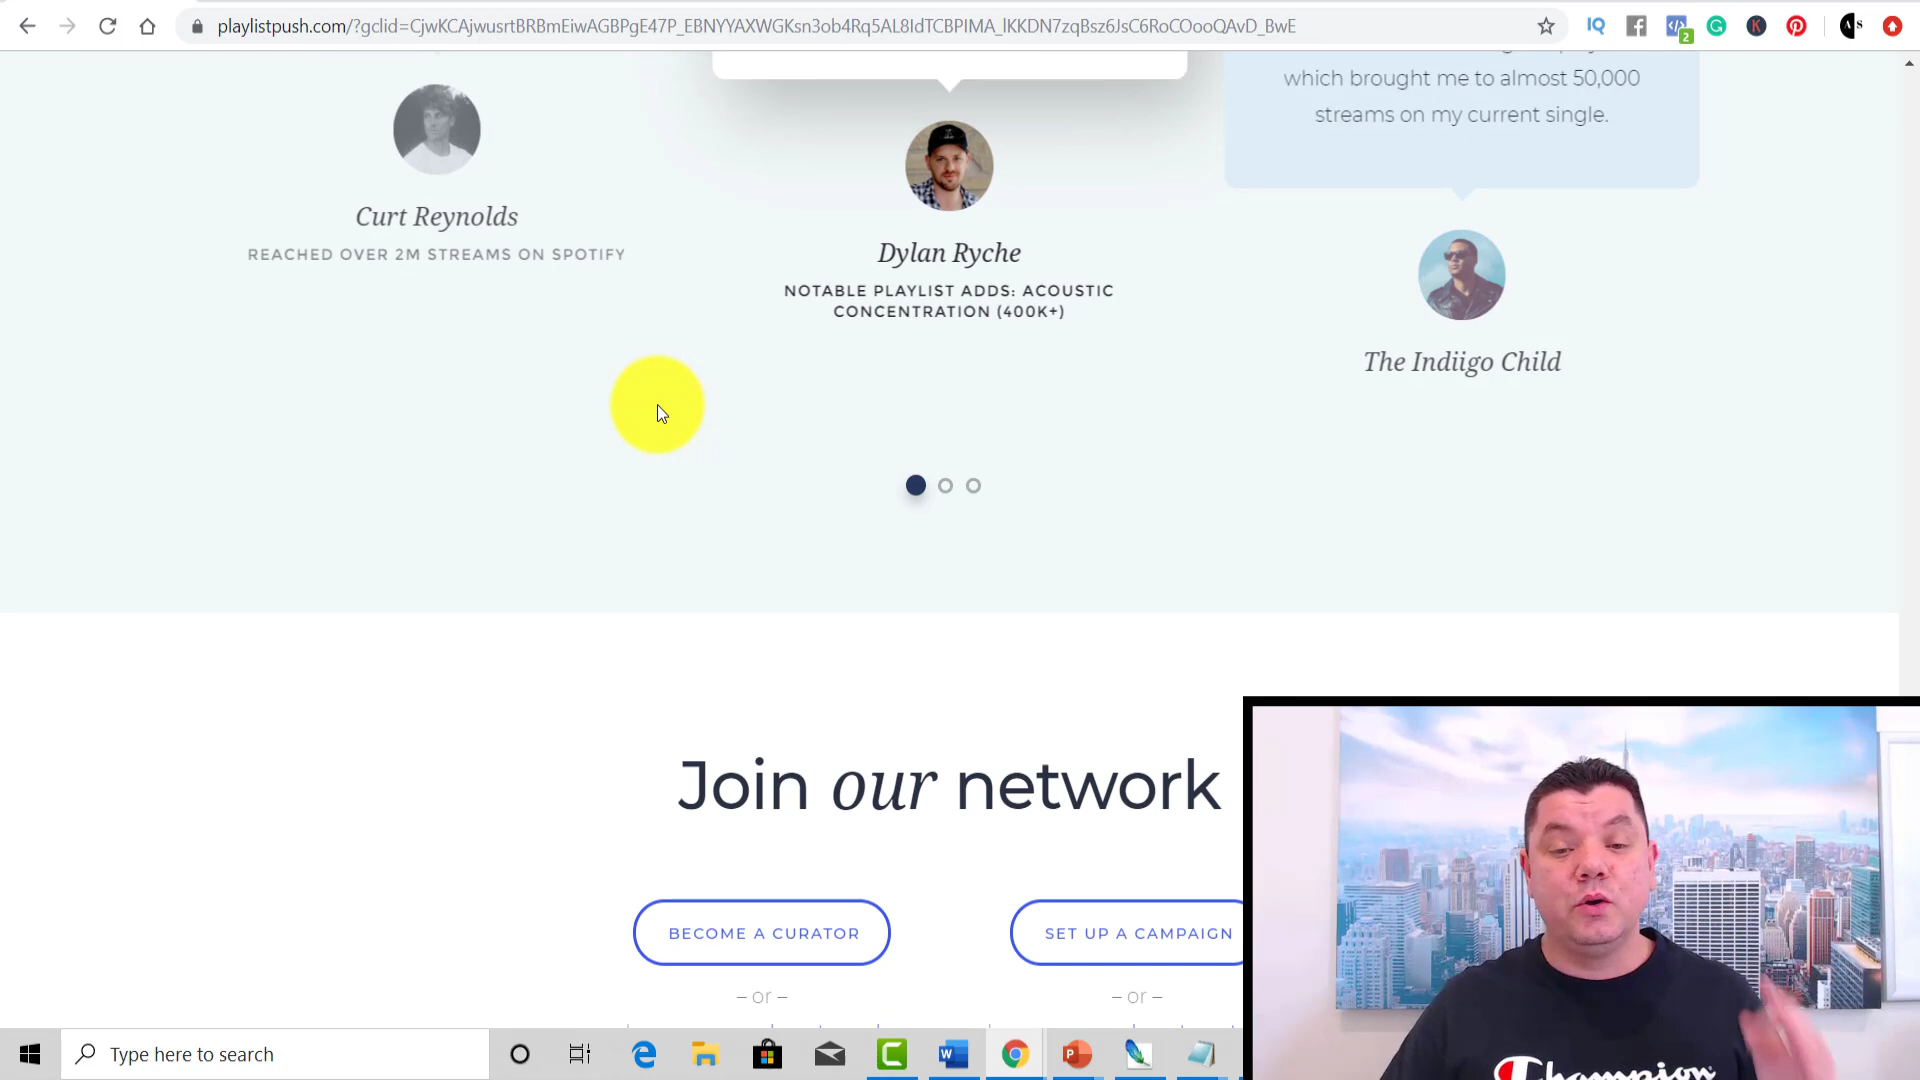 playlistpush.com/?gclid=CjwKCAjwusrtBRBmEiwAGBPgE47P_EBNYYAXWGKsn3ob4Rq5AL8IdTCBPIMA_lKKDN7zqBsz6JsC6RoCOooQAvD_BwE
which brought me to almost 50,000
streams on my current single.
Curt Reynolds
REACHED OVER 2M STREAMS ON SPOTIFY
Dylan Ryche
NOTABLE PLAYLIST ADDS: ACOUSTIC
CONCENTRATION (400K+)
The Indiigo Child
Join our network
BECOME A CURATOR
SET UP A CAMPAIGN
– or –
– or –
Type here to search
Champion